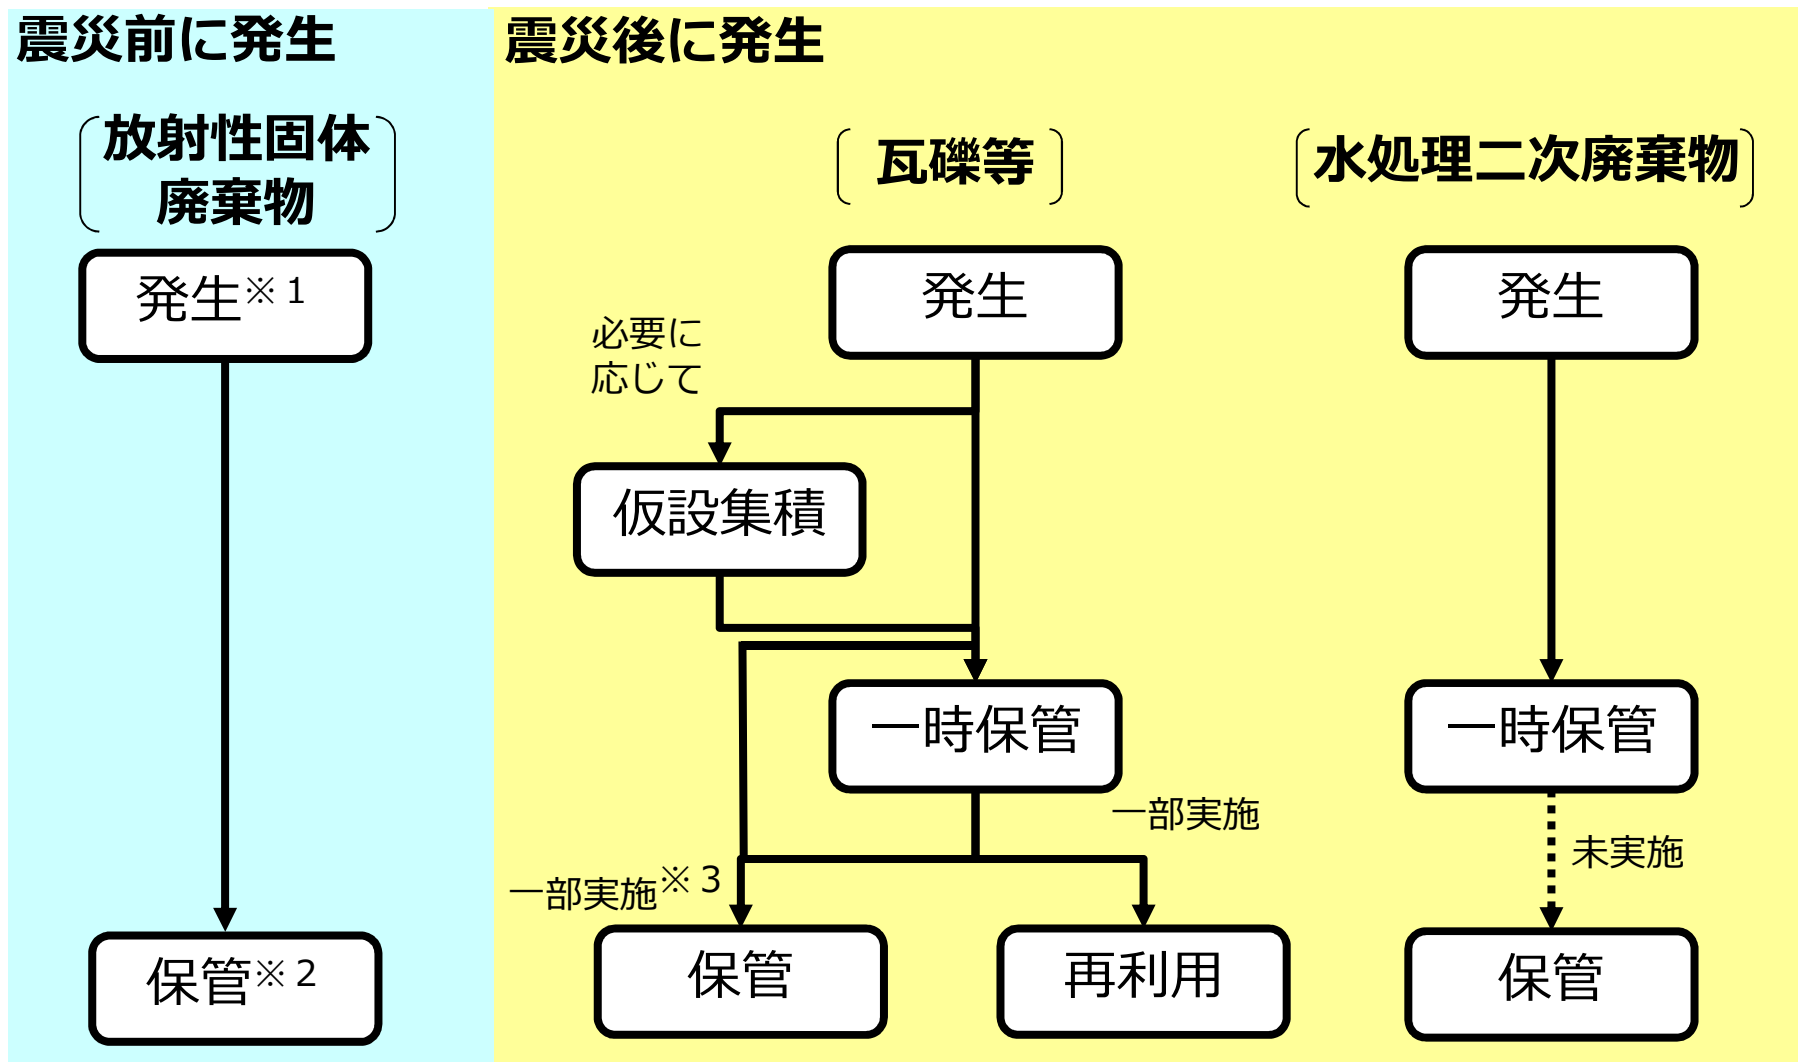 震災前に発生
放射性固体
廃棄物
発生※1
保管※2
震災後に発生
瓦礫等
発生
必要に
応じて
仮設集積
一時保管
一部実施
一部実施※3
保管
再利用
水処理二次廃棄物
発生
一時保管
未実施
保管